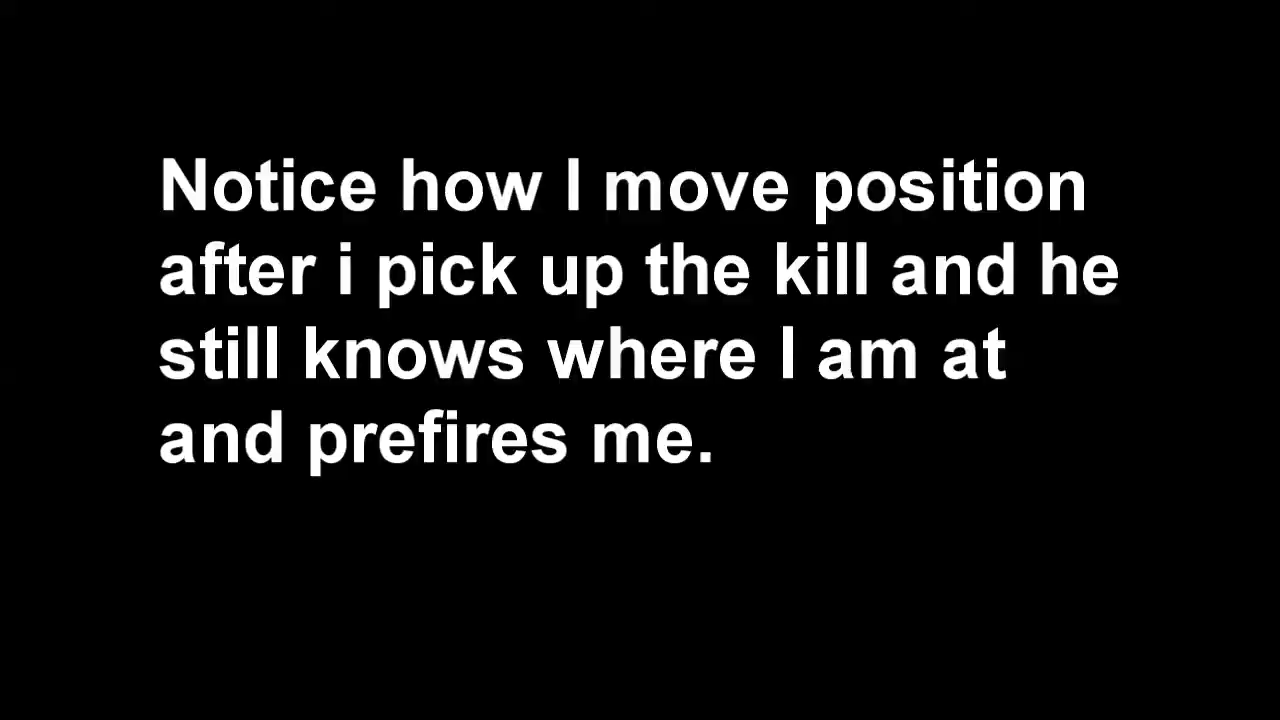 Notice how I move position
after i pick up the kill and he
still knows where I am at
and prefires me.